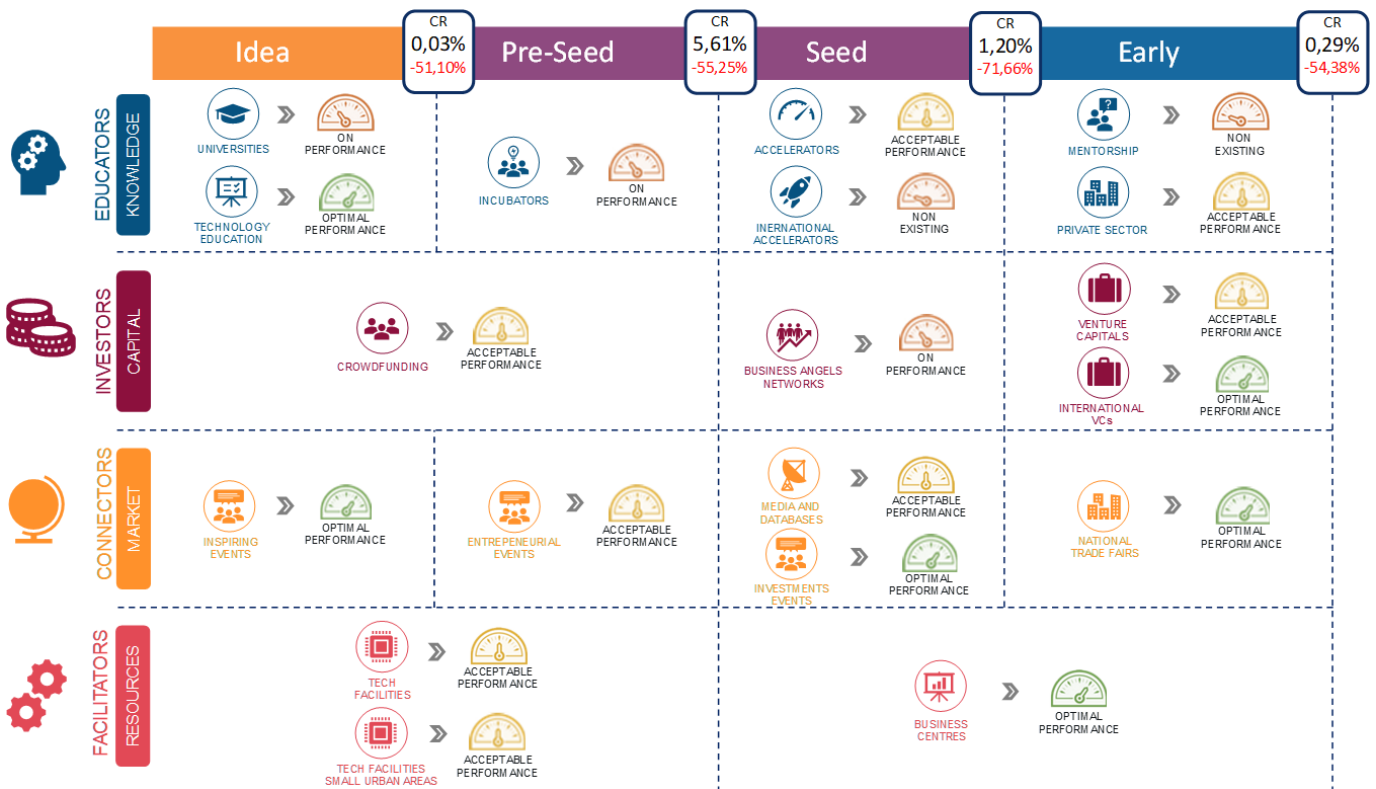 Idea
CR
0,03%
-51,10%
Pre-Seed
CR
5,61%
-55,25%
Seed
CR
1,20%
-71,66%
Early
CR
0,29%
-54,38%
EDUCATORS
KNOWLEDGE
UNIVERSITIES
ON
PERFORMANCE
TECHNOLOGY
EDUCATION
OPTIMAL
PERFORMANCE
INCUBATORS
ON
PERFORMANCE
ACCELERATORS
ACCEPTABLE
PERFORMANCE
INERNATIONAL
ACCELERATORS
NON
EXISTING
MENTORSHIP
NON
EXISTING
PRIVATE SECTOR
ACCEPTABLE
PERFORMANCE
INVESTORS
CAPITAL
CROWDFUNDING
ACCEPTABLE
PERFORMANCE
BUSINESS ANGELS
NETWORKS
ON
PERFORMANCE
VENTURE
CAPITALS
ACCEPTABLE
PERFORMANCE
INTERNATIONAL
VCs
OPTIMAL
PERFORMANCE
CONNECTORS
MARKET
INSPIRING
EVENTS
OPTIMAL
PERFORMANCE
ENTREPENEURIAL
EVENTS
ACCEPTABLE
PERFORMANCE
MEDIA AND
DATABASES
ACCEPTABLE
PERFORMANCE
INVESTMENTS
EVENTS
OPTIMAL
PERFORMANCE
NATIONAL
TRADE FAIRS
OPTIMAL
PERFORMANCE
FACILITATORS
RESOURCES
TECH
FACILITIES
ACCEPTABLE
PERFORMANCE
TECH FACILITIES
SMALL URBAN AREAS
ACCEPTABLE
PERFORMANCE
BUSINESS
CENTRES
OPTIMAL
PERFORMANCE